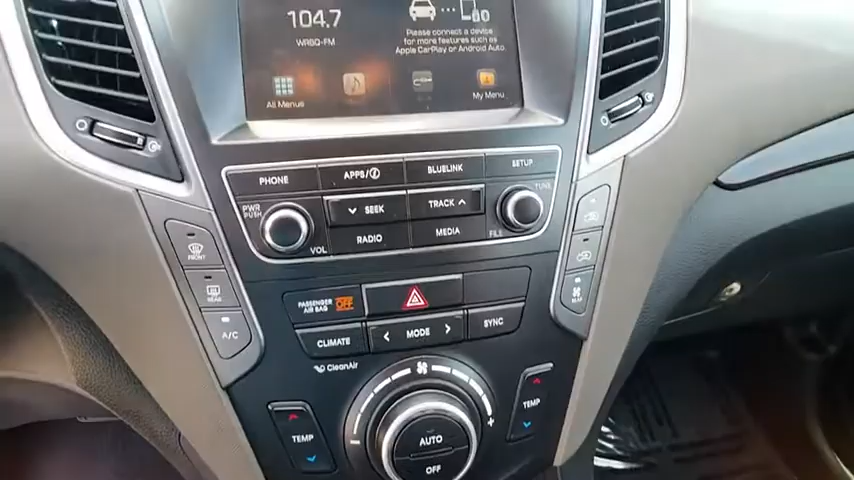 104.7
WRBQ-FM
Please connect a device
for more features such as
Apple CarPlay or Android Auto.
All Menus
My Menu
PHONE
APPS/
BLUELINK
SETUP
PWR
PUSH
VOL
SEEK
TRACK
TUNE
FILE
RADIO
MEDIA
FRONT
REAR
A/C
PASSENGER
AIR BAG
OFF
CLIMATE
MODE
SYNC
CleanAir
TEMP
AUTO
OFF
TEMP